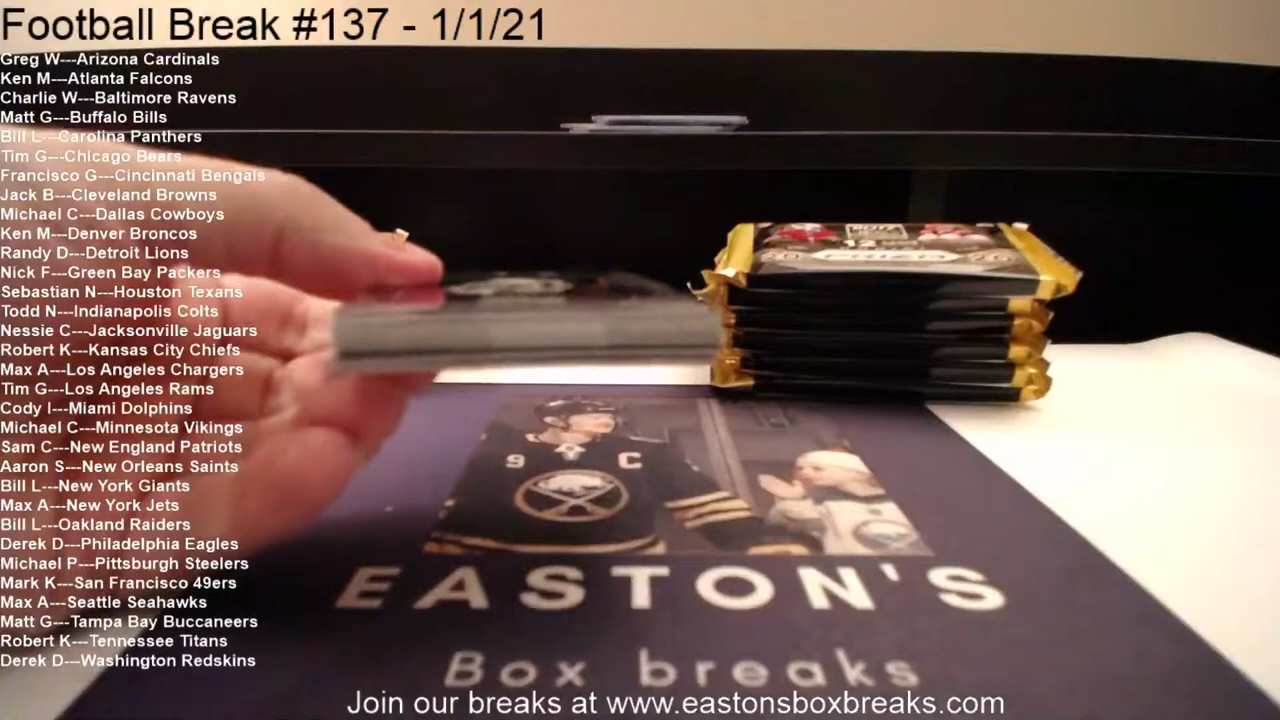 Football Break #137 - 1/1/21
Greg W---Arizona Cardinals
Ken M---Atlanta Falcons
Charlie W---Baltimore Ravens
Matt G---Buffalo Bills
Bill L---Carolina Panthers
Tim G---Chicago Bears
Francisco G---Cincinnati Bengals
Jack B---Cleveland Browns
Michael C---Dallas Cowboys
Ken M---Denver Broncos
Randy D---Detroit Lions
Nick F---Green Bay Packers
Sebastian N---Houston Texans
Todd N---Indianapolis Colts
Nessie C---Jacksonville Jaguars
Robert K---Kansas City Chiefs
Max A---Los Angeles Chargers
Tim G---Los Angeles Rams
Cody I---Miami Dolphins
Michael C---Minnesota Vikings
Sam C---New England Patriots
Aaron S---New Orleans Saints
Bill L---New York Giants
Max A---New York Jets
Bill L---Oakland Raiders
Derek D---Philadelphia Eagles
Michael P---Pittsburgh Steelers
Mark K---San Francisco 49ers
Max A---Seattle Seahawks
Matt G---Tampa Bay Buccaneers
Robert K---Tennessee Titans
Derek D---Washington Redskins
12
PRIZM
9 C
EASTON'S
Box breaks
Join our breaks at www.eastonsboxbreaks.com